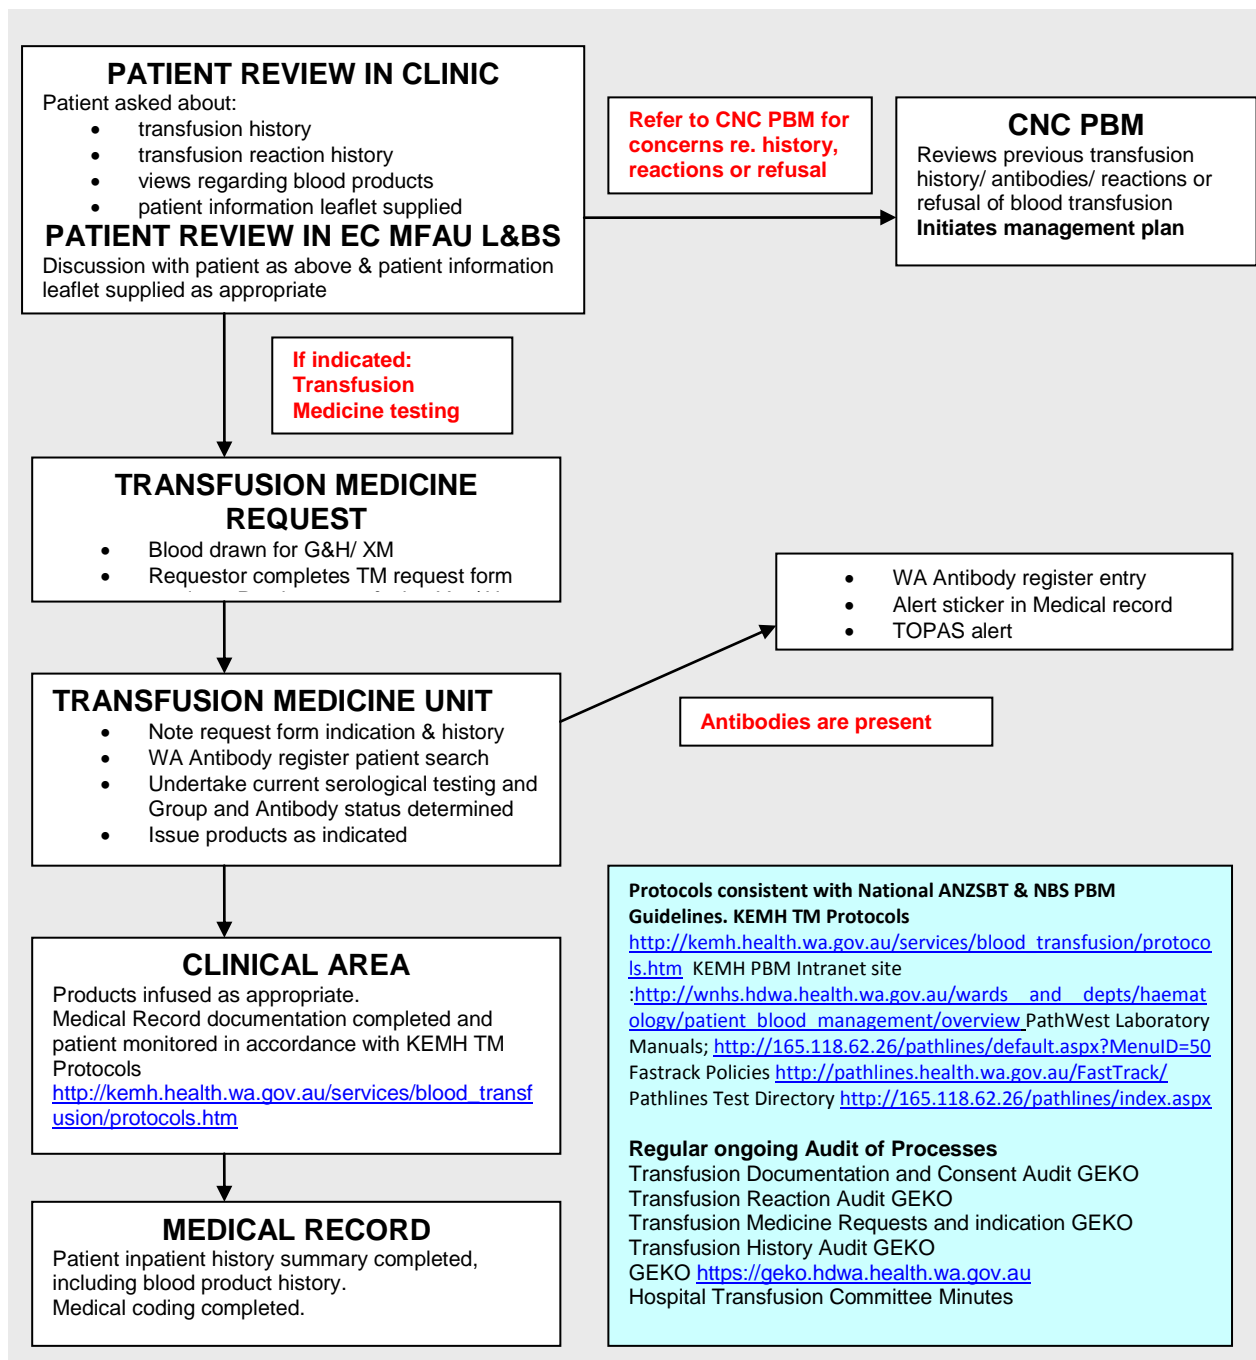 PATIENT REVIEW IN CLINIC
Patient asked about:
• transfusion history
• transfusion reaction history
• views regarding blood products
• patient information leaflet supplied
PATIENT REVIEW IN EC MFAU L&BS
Discussion with patient as above & patient information
leaflet supplied as appropriate
Refer to CNC PBM for
concerns re. history,
reactions or refusal
CNC PBM
Reviews previous transfusion
history/ antibodies/ reactions or
refusal of blood transfusion
Initiates management plan
If indicated:
Transfusion
Medicine testing
TRANSFUSION MEDICINE
REQUEST
• Blood drawn for G&H/ XM
• Requestor completes TM request form
• WA Antibody register entry
• Alert sticker in Medical record
• TOPAS alert
Antibodies are present
TRANSFUSION MEDICINE UNIT
• Note request form indication & history
• WA Antibody register patient search
• Undertake current serological testing and
Group and Antibody status determined
• Issue products as indicated
CLINICAL AREA
Products infused as appropriate.
Medical Record documentation completed and
patient monitored in accordance with KEMH TM
Protocols
http://kemh.health.wa.gov.au/services/blood_transf
usion/protocols.htm
MEDICAL RECORD
Patient inpatient history summary completed,
including blood product history.
Medical coding completed.
Protocols consistent with National ANZSBT & NBS PBM
Guidelines. KEMH TM Protocols
http://kemh.health.wa.gov.au/services/blood_transfusion/protoco
ls.htm KEMH PBM Intranet site
:http://wnhs.hdwa.health.wa.gov.au/wards__and__depts/haemat
ology/patient_blood_management/overview PathWest Laboratory
Manuals; http://165.118.62.26/pathlines/default.aspx?MenuID=50
Fastrack Policies http://pathlines.health.wa.gov.au/FastTrack/
Pathlines Test Directory http://165.118.62.26/pathlines/index.aspx
Regular ongoing Audit of Processes
Transfusion Documentation and Consent Audit GEKO
Transfusion Reaction Audit GEKO
Transfusion Medicine Requests and indication GEKO
Transfusion History Audit GEKO
GEKO https://geko.hdwa.health.wa.gov.au
Hospital Transfusion Committee Minutes